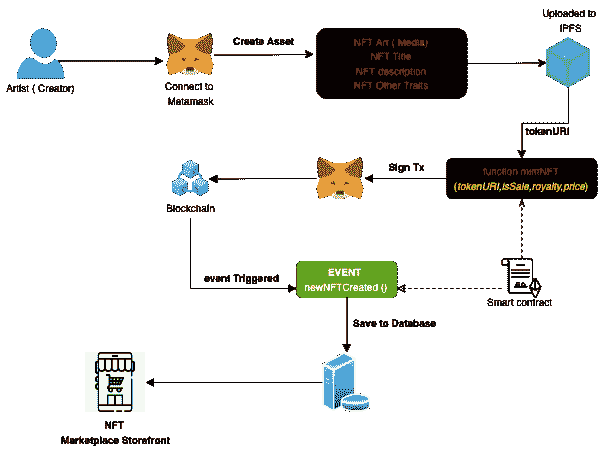 Uploaded to
IPFS
Create Asset
NFT Art ( Media)
NFT Title
NFT description
NFT Other Traits
Artist ( Creator)
Connect to
Matamask
tokenURI
function mintNFT
(tokenURI,isSale,royalty,price)
Sign Tx
Blockchain
event Triggered
EVENT
newNFTCreated ()
Smart contract
Save to Database
NFT
Marketplace Storefront